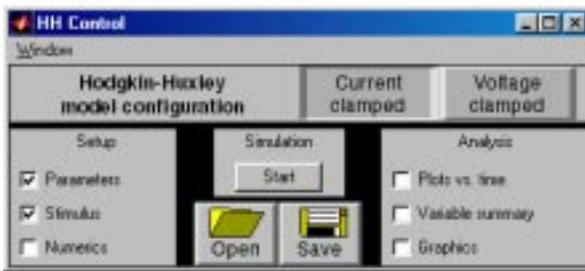 HH Control
Window
Hodgkin-Huxley
model configuration
Current
clamped
Voltage
clamped
Setup
Parameters
Stimulus
Numerics
Simulation
Start
Open
Save
Analysis
Plots vs. time
Variable summary
Graphics